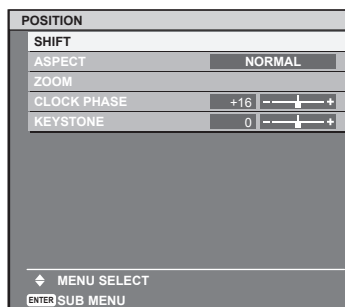 POSITION
SHIFT
ASPECT NORMAL
ZOOM
CLOCK PHASE +16 - +
KEYSTONE 0 - +
MENU SELECT
ENTER SUB MENU